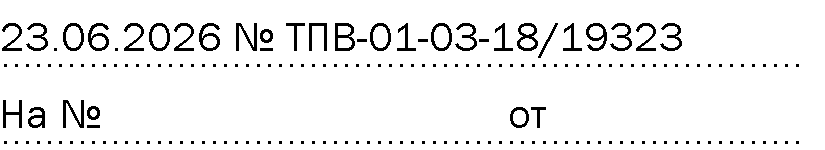 23.06.2026 № ТПВ-01-03-18/19323
На № от